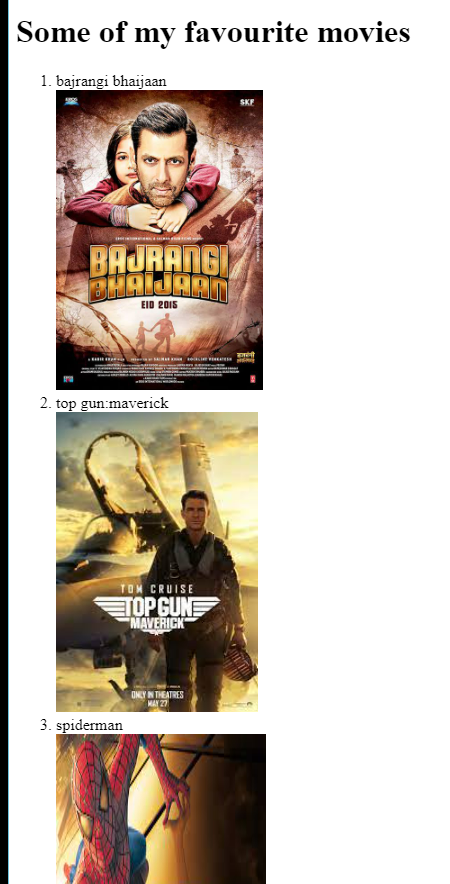 Some of my favourite movies
1. bajrangi bhaijaan
EROS
SKF
BAJRANGI
BHAIJAAN
EID 2015
2. top gun:maverick
TOM CRUISE
TOP GUN
MAVERICK
ONLY IN THEATRES
MAY 27
3. spiderman